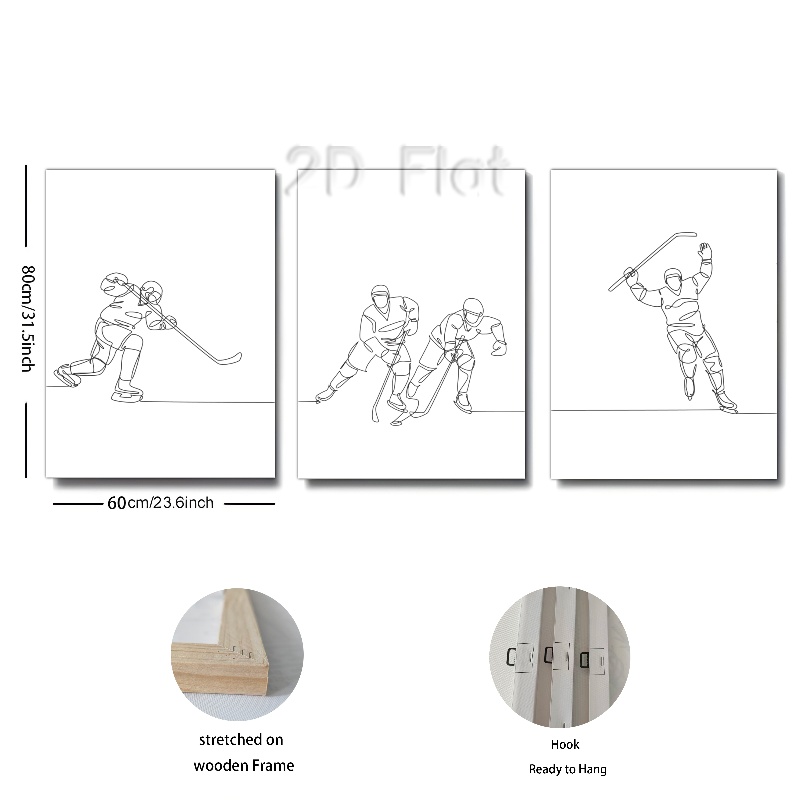 2D Flat
80cm/31.5inch
60cm/23.6inch
stretched on
wooden Frame
Hook
Ready to Hang